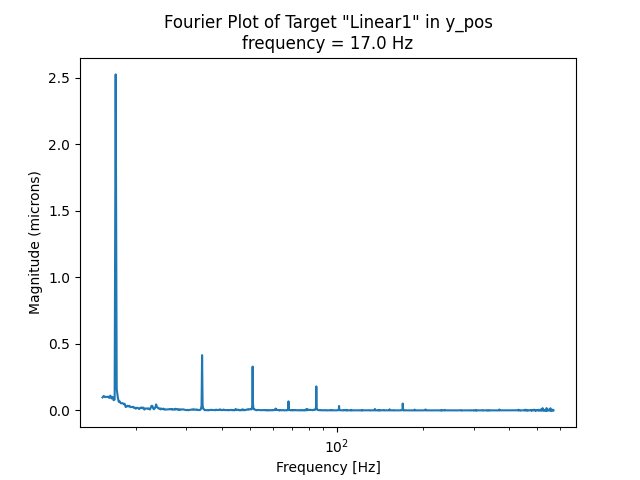 Fourier Plot of Target "Linear1" in y_pos
frequency = 17.0 Hz
Magnitude (microns)
2.5
2.0
1.5
1.0
0.5
0.0
10²
Frequency [Hz]